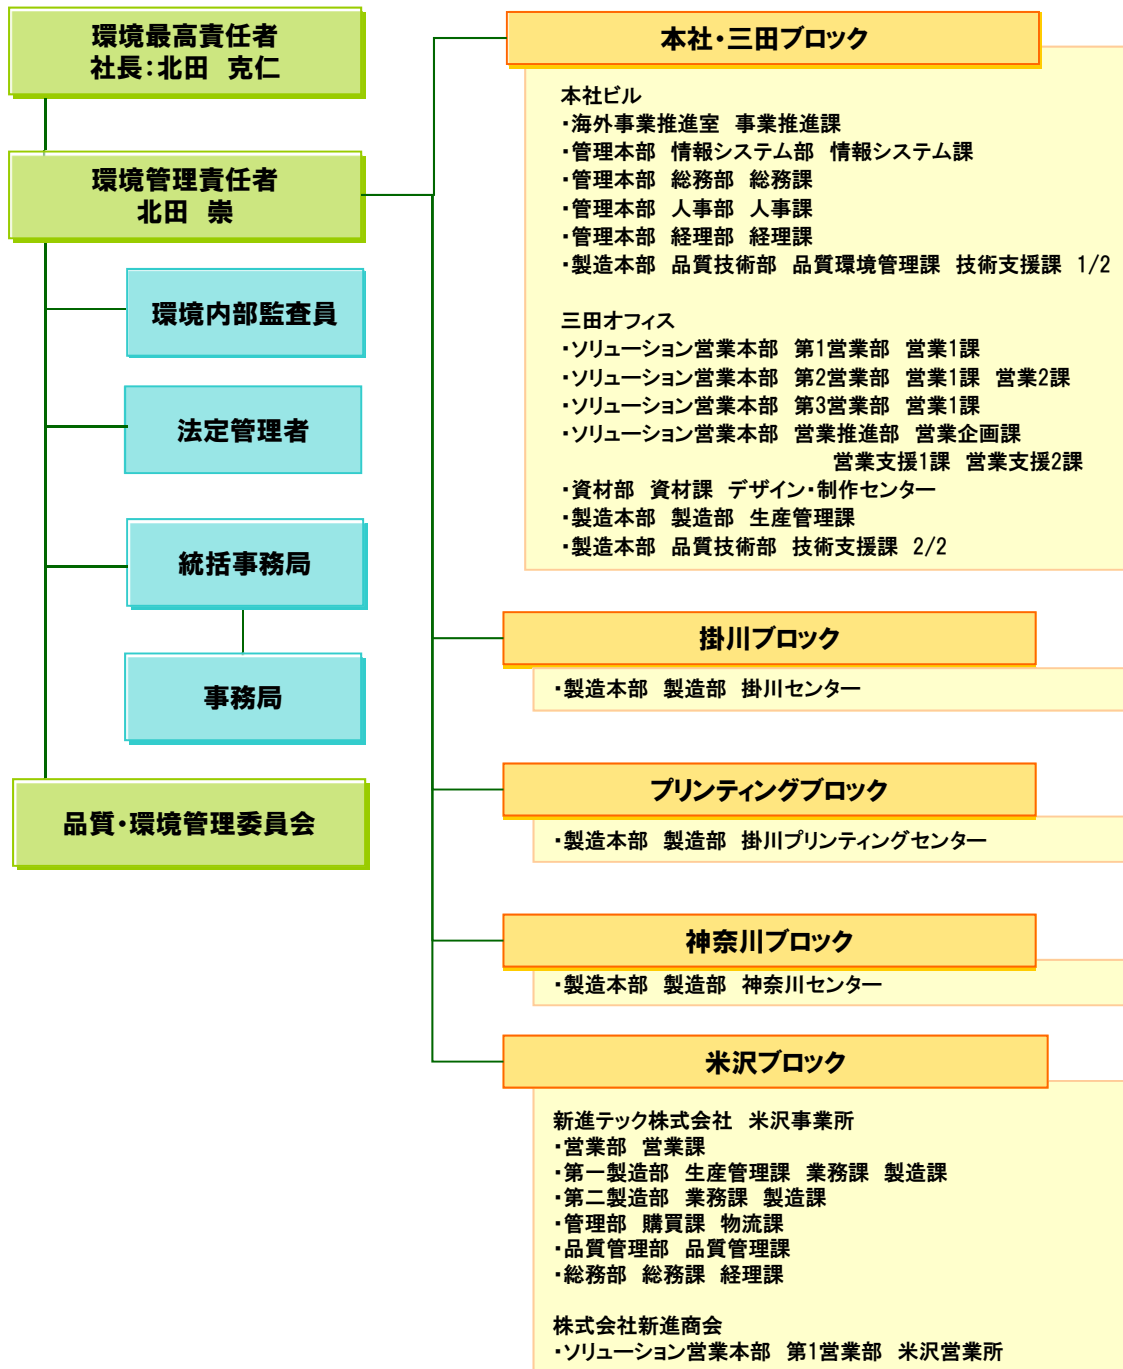 環境最高責任者
社長：北田　克仁
環境管理責任者
北田　崇
環境内部監査員
法定管理者
統括事務局
事務局
品質・環境管理委員会
本社・三田ブロック
本社ビル
・海外事業推進室　事業推進課
・管理本部　情報システム部　情報システム課
・管理本部　総務部　総務課
・管理本部　人事部　人事課
・管理本部　経理部　経理課
・製造本部　品質技術部　品質環境管理課　技術支援課　1/2
三田オフィス
・ソリューション営業本部　第1営業部　営業1課
・ソリューション営業本部　第2営業部　営業1課　営業2課
・ソリューション営業本部　第3営業部　営業1課
・ソリューション営業本部　営業推進部　営業企画課
営業支援1課　営業支援2課
・資材部　資材課　デザイン・制作センター
・製造本部　製造部　生産管理課
・製造本部　品質技術部　技術支援課　2/2
掛川ブロック
・製造本部　製造部　掛川センター
プリンティングブロック
・製造本部　製造部　掛川プリンティングセンター
神奈川ブロック
・製造本部　製造部　神奈川センター
米沢ブロック
新進テック株式会社　米沢事業所
・営業部　営業課
・第一製造部　生産管理課　業務課　製造課
・第二製造部　業務課　製造課
・管理部　購買課　物流課
・品質管理部　品質管理課
・総務部　総務課　経理課
株式会社新進商会
・ソリューション営業本部　第1営業部　米沢営業所